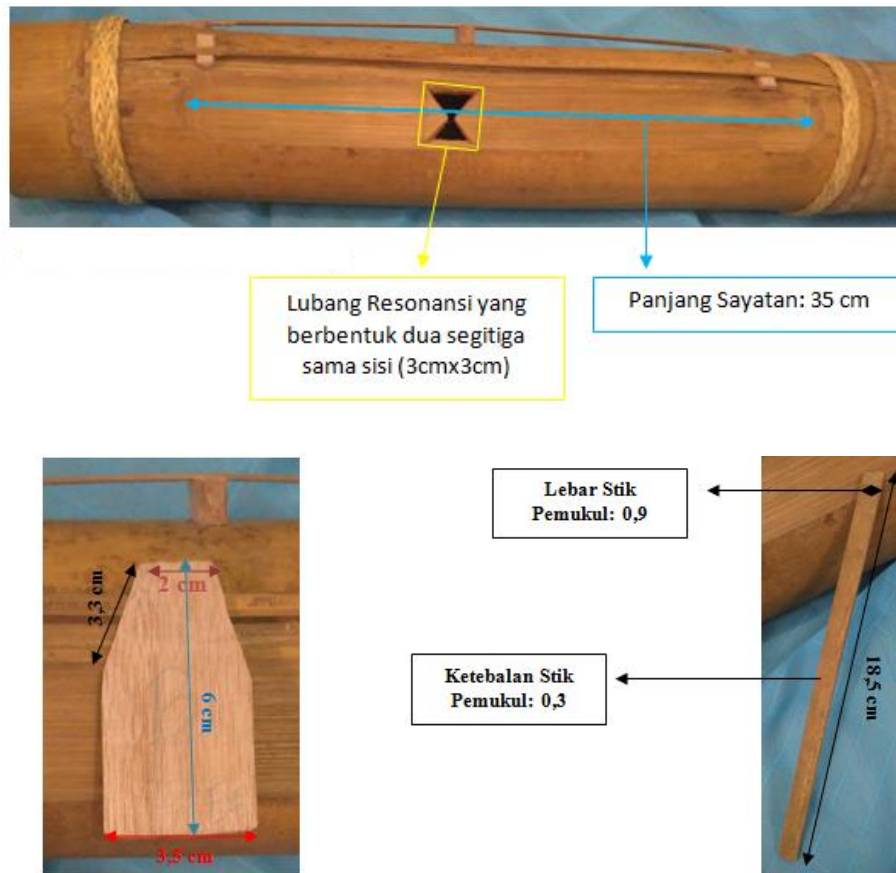 Lubang Resonansi yang
berbentuk dua segitiga
sama sisi (3cmx3cm)
Panjang Sayatan: 35 cm
2 cm
3,3 cm
6 cm
3,5 cm
Lebar Stik
Pemukul: 0,9
Ketebalan Stik
Pemukul: 0,3
18,5 cm